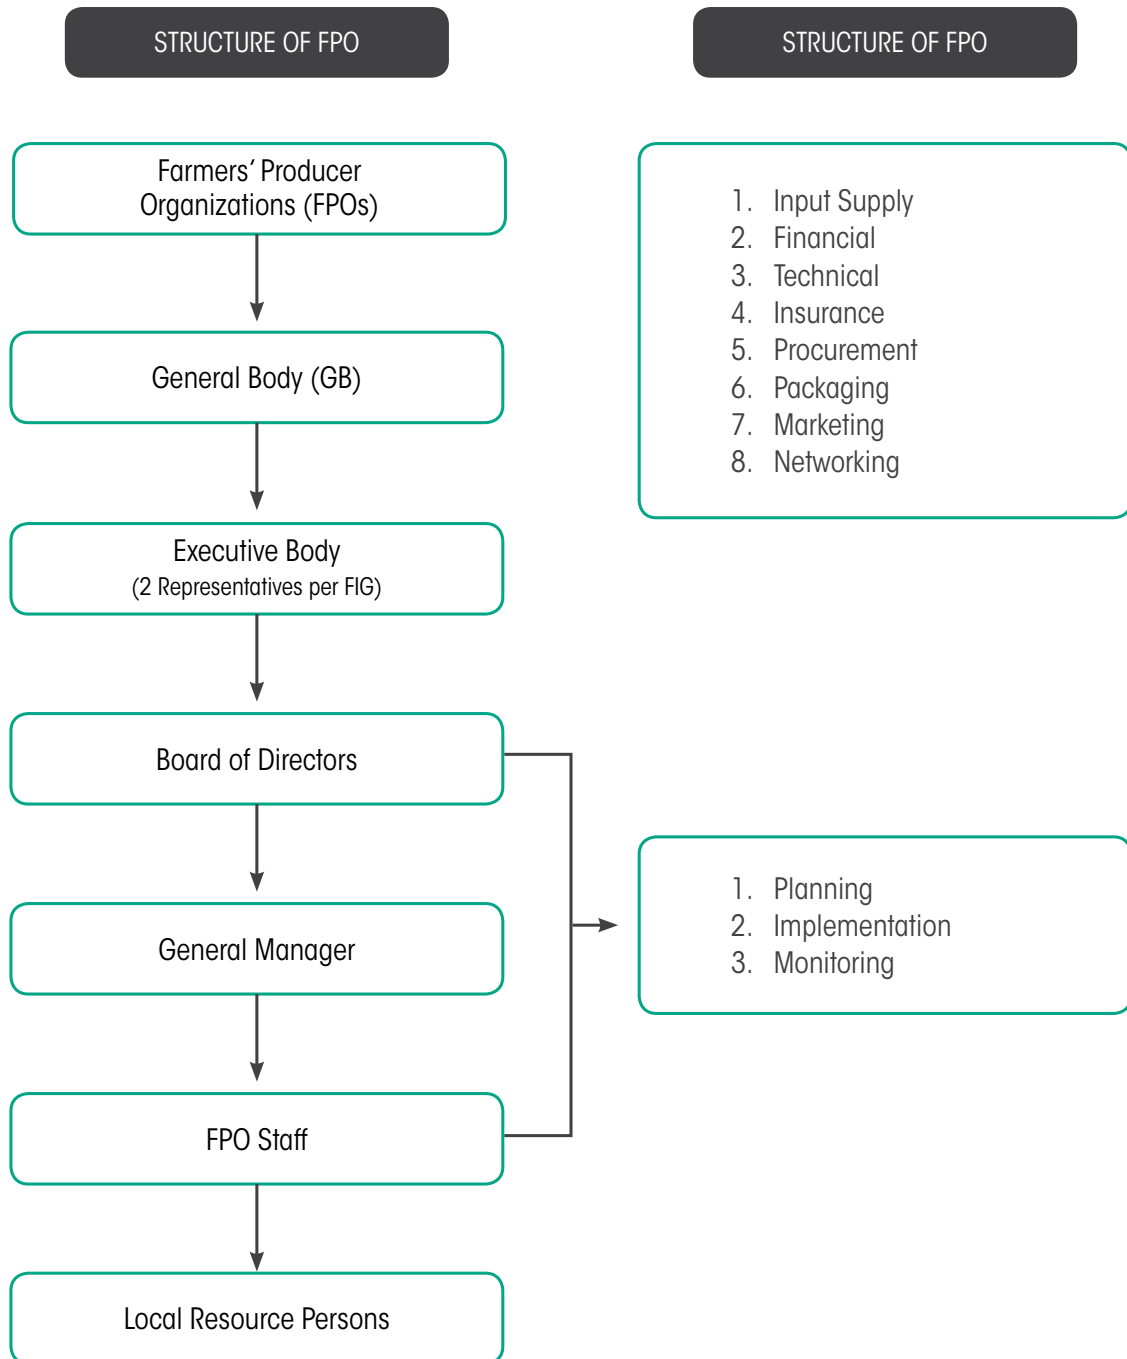 STRUCTURE OF FPO
Farmers’ Producer
Organizations (FPOs)
General Body (GB)
Executive Body
(2 Representatives per FIG)
Board of Directors
General Manager
FPO Staff
Local Resource Persons
STRUCTURE OF FPO
1. Input Supply
2. Financial
3. Technical
4. Insurance
5. Procurement
6. Packaging
7. Marketing
8. Networking
1. Planning
2. Implementation
3. Monitoring